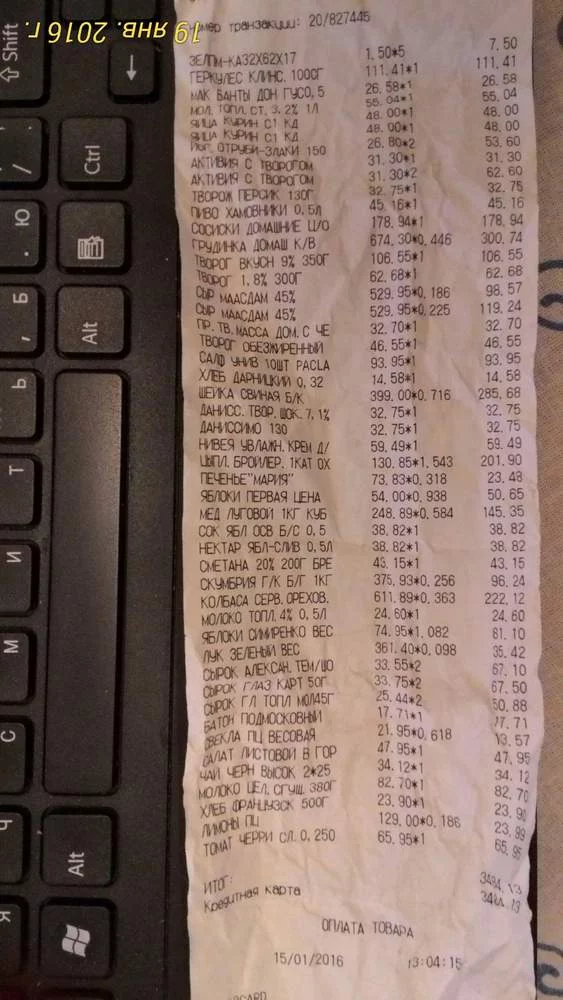 19 янв. 2016 г.
мер транзакции: 20/827445
ЗЕЛПМ-КА32Х62Х17 1.50*5 7.50
ГЕРКУЛЕС КЛИНС. 1000Г 111.41*1 111.41
МАК БАНТЫ ДОН ГУСО,5 26.58*1 26.58
МОЛ. ТОПЛ. СТ. 3.2% 1Л 55.04*1 55.04
ЯИЦА КУРИН С1 КД 48.00*1 48.00
ЯИЦА КУРИН С1 КД 48.00*1 48.00
ЙОГ. ОТРУБИ-ЗЛАКИ 150 26.80*2 53.60
АКТИВИЯ С ТВОРОГОМ 31.30*1 31.30
АКТИВИЯ С ТВОРОГОМ 31.30*2 62.60
ТВОРОЖ ПЕРСИК 130Г 32.75*1 32.75
ПИВО ХАМОВНИКИ 0,5Л 45.16*1 45.16
СОСИСКИ ДОМАШНИЕ Ц/О 178.94*1 178.94
ГРУДИНКА ДОМАШ К/В 674.30*0.446 300.74
ТВОРОГ ВКУСН 9% 350Г 106.55*1 106.55
ТВОРОГ 1.8% 300Г 62.68*1 62.68
СЫР МААСДАМ 45% 529.95*0.186 98.57
СЫР МААСДАМ 45% 529.95*0.225 119.24
ПР. ТВ. МАССА ДОМ. С ЧЕ 32.70*1 32.70
ТВОРОГ ОБЕЗЖИРЕННЫЙ 46.55*1 46.55
САЛФ УНИВ 10ШТ PACLA 93.95*1 93.95
ХЛЕБ ДАРНИЦКИЙ 0,32 14.58*1 14.58
ШЕЙКА СВИНАЯ Б/К 399.00*0.716 285.68
ДАНИСС. ТВОР. ШОК. 7,1% 32.75*1 32.75
ДАНИССИМО 130 32.75*1 32.75
НИВЕЯ УВЛАЖН. КРЕМ Д/ 59.49*1 59.49
ЦЫПЛ. БРОЙЛЕР. 1КАТ ОХ 130.85*1.543 201.90
ПЕЧЕНЬЕ"МАРИЯ" 73.83*0.318 23.48
ЯБЛОКИ ПЕРВАЯ ЦЕНА 54.00*0.938 50.65
МЕД ЛУГОВОЙ 1КГ КУБ 248.89*0.584 145.35
СОК ЯБЛ ОСВ Б/С 0,5 38.82*1 38.82
НЕКТАР ЯБЛ-СЛИВ 0,5Л 38.82*1 38.82
СМЕТАНА 20% 200Г БРЕ 43.15*1 43.15
СКУМБРИЯ Г/К Б/Г 1КГ 375.93*0.256 96.24
КОЛБАСА СЕРВ. ОРЕХОВ. 611.89*0.363 222.12
МОЛОКО ТОПЛ. 4% 0,5Л 24.60*1 24.60
ЯБЛОКИ СИМИРЕНКО ВЕС 74.95*1.082 81.10
ЛУК ЗЕЛЕНЫЙ ВЕС 361.40*0.098 35.42
СЫРОК АЛЕКСАН. ТЕМ/ШО 33.55*2 67.10
СЫРОК ГЛАЗ КАРТ 50Г 33.75*2 67.50
СЫРОК ГЛ ТОПЛ МОЛ45Г 25.44*2 50.88
БАТОН ПОДМОСКОВНЫЙ 17.71*1 17.71
СВЕКЛА ПЦ ВЕСОВАЯ 21.95*0.618 13.57
САЛАТ ЛИСТОВОЙ В ГОР 47.95*1 47.95
ЧАЙ ЧЕРН ВЫСОК 2*25 34.12*1 34.12
МОЛОКО ЦЕЛ. СГУЩ. 380Г 82.70*1 82.70
ХЛЕБ ФРАНЦУЗСК 500Г 23.90*1 23.90
ЛИМОНЫ ПЦ 129.00*0.186 23.99
ТОМАТ ЧЕРРИ СЛ. 0,250 65.95*1 65.95
ИТОГ: 3484.13
Кредитная карта 3484.13
ОПЛАТА ТОВАРА
15/01/2016 13:04:15
Shift
Ctrl
Alt
Alt
Ю
Б
Ь
Т
И
М
С
Ч
Я